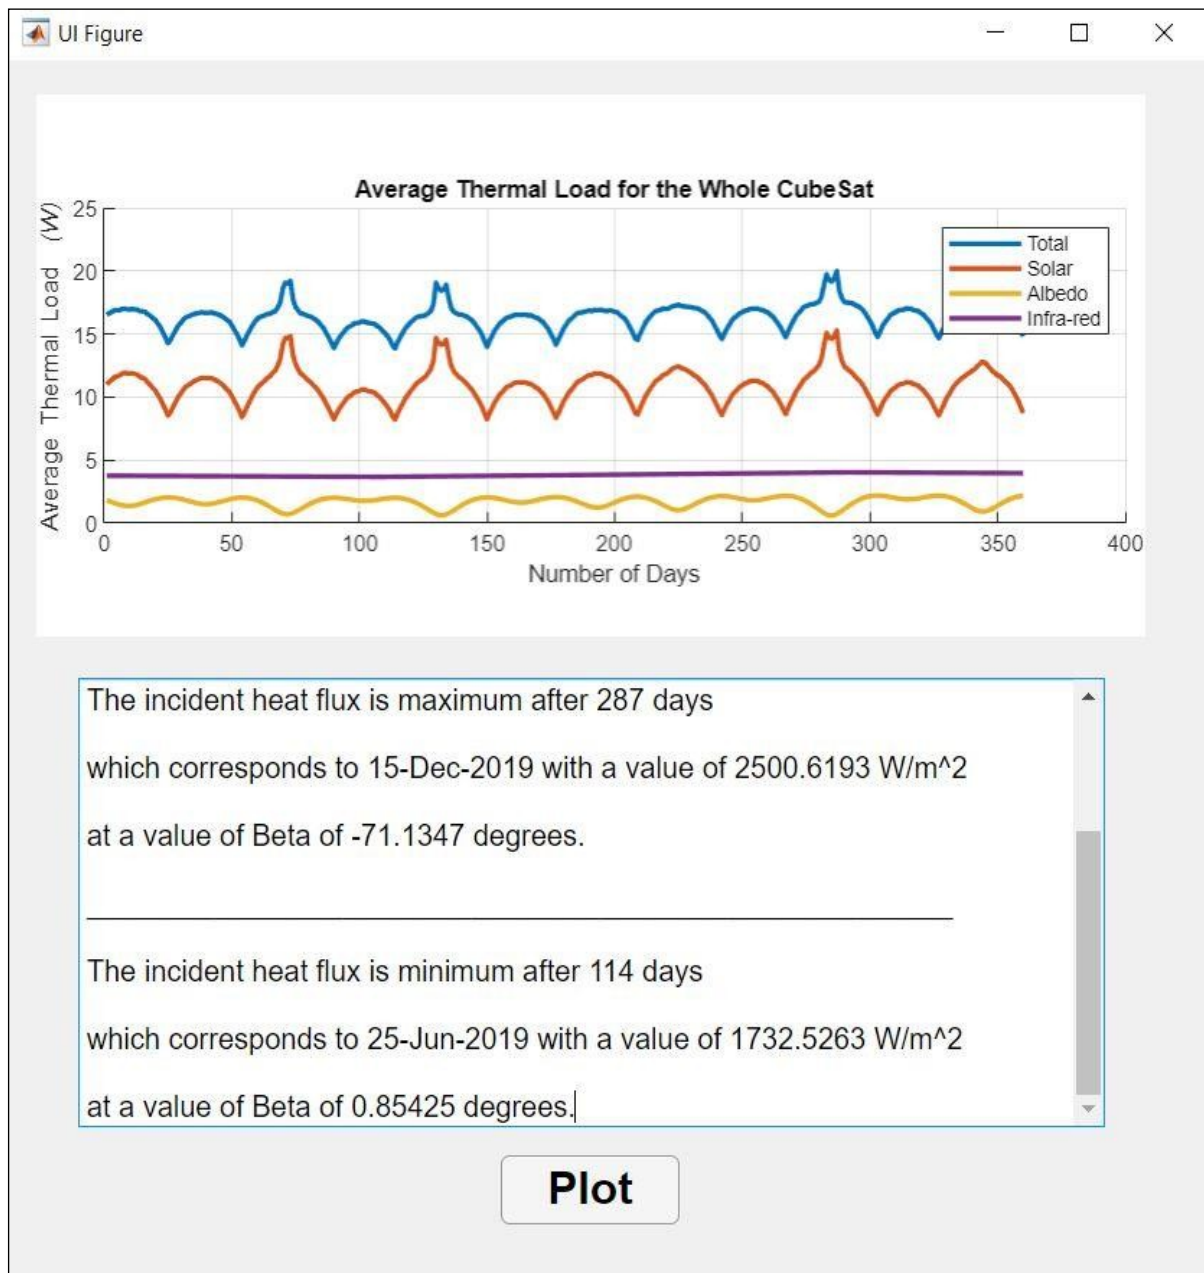 UI Figure
Average Thermal Load for the Whole CubeSat
Average Thermal Load (W)
25
20
15
10
5
0
Total
Solar
Albedo
Infra-red
0 50 100 150 200 250 300 350 400
Number of Days
The incident heat flux is maximum after 287 days
which corresponds to 15-Dec-2019 with a value of 2500.6193 W/m^2
at a value of Beta of -71.1347 degrees.
The incident heat flux is minimum after 114 days
which corresponds to 25-Jun-2019 with a value of 1732.5263 W/m^2
at a value of Beta of 0.85425 degrees.
Plot